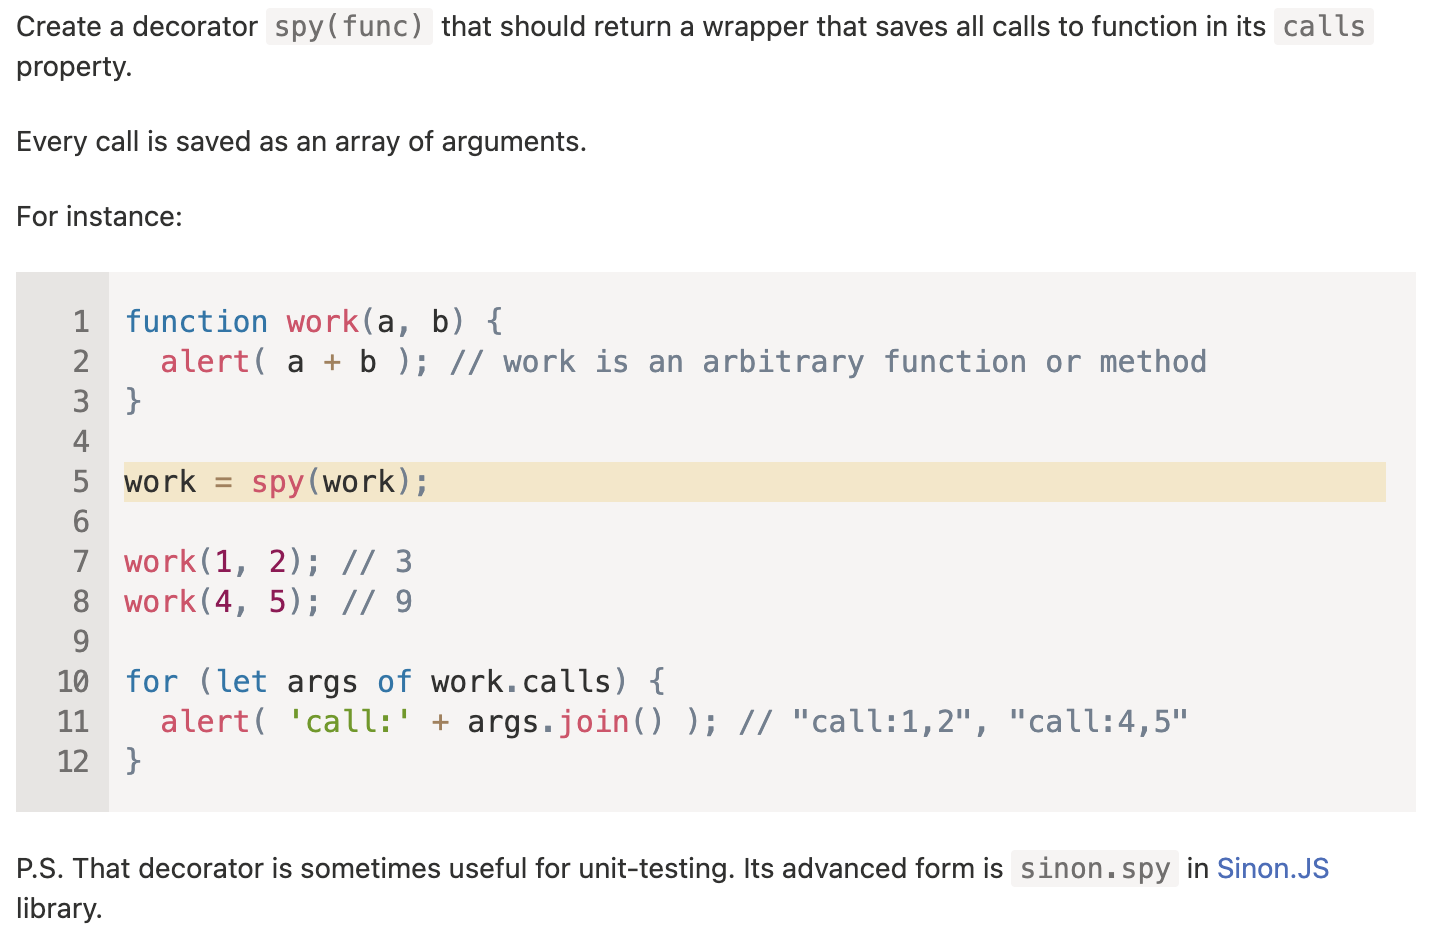 Create a decorator spy(func) that should return a wrapper that saves all calls to function in its calls
property.
Every call is saved as an array of arguments.
For instance:
1 function work(a, b) {
2   alert( a + b ); // work is an arbitrary function or method
3 }
4
5 work = spy(work);
6
7 work(1, 2); // 3
8 work(4, 5); // 9
9
10 for (let args of work.calls) {
11   alert( 'call:' + args.join() ); // "call:1,2", "call:4,5"
12 }
P.S. That decorator is sometimes useful for unit-testing. Its advanced form is sinon.spy in Sinon.JS
library.